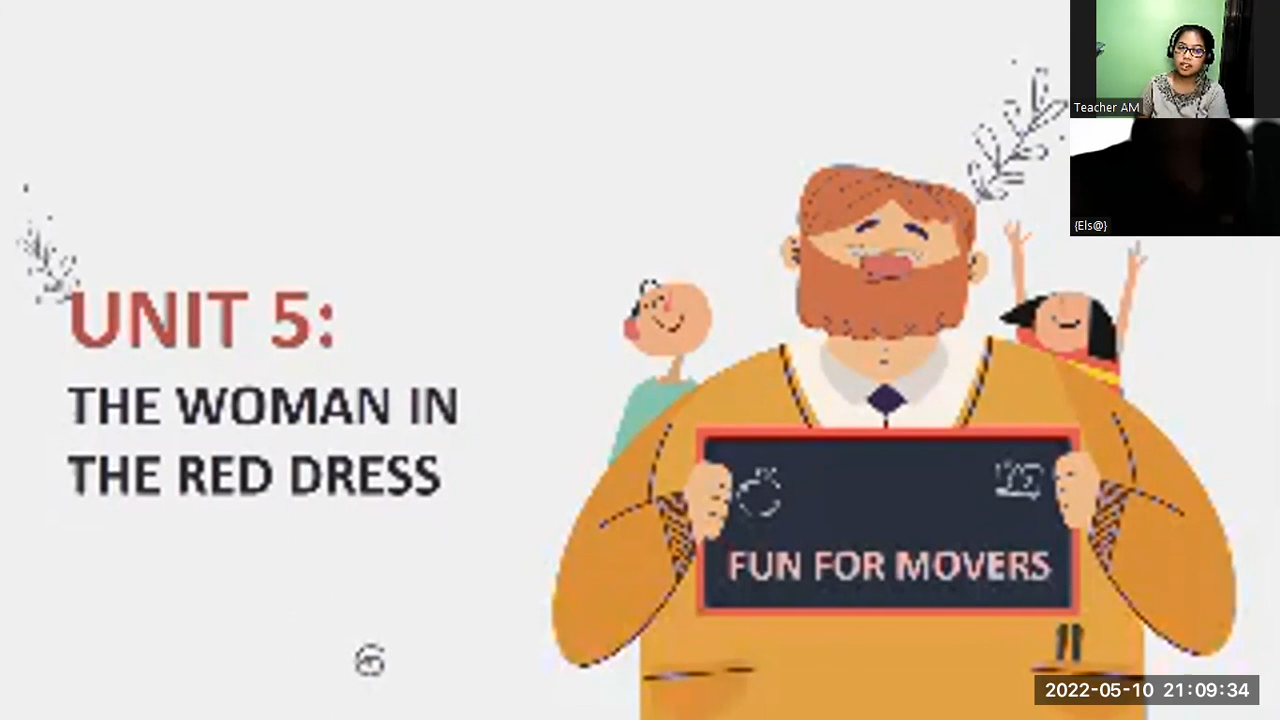 UNIT 5:
THE WOMAN IN
THE RED DRESS
FUN FOR MOVERS
Teacher AM
{Els@}
2022-05-10 21:09:34